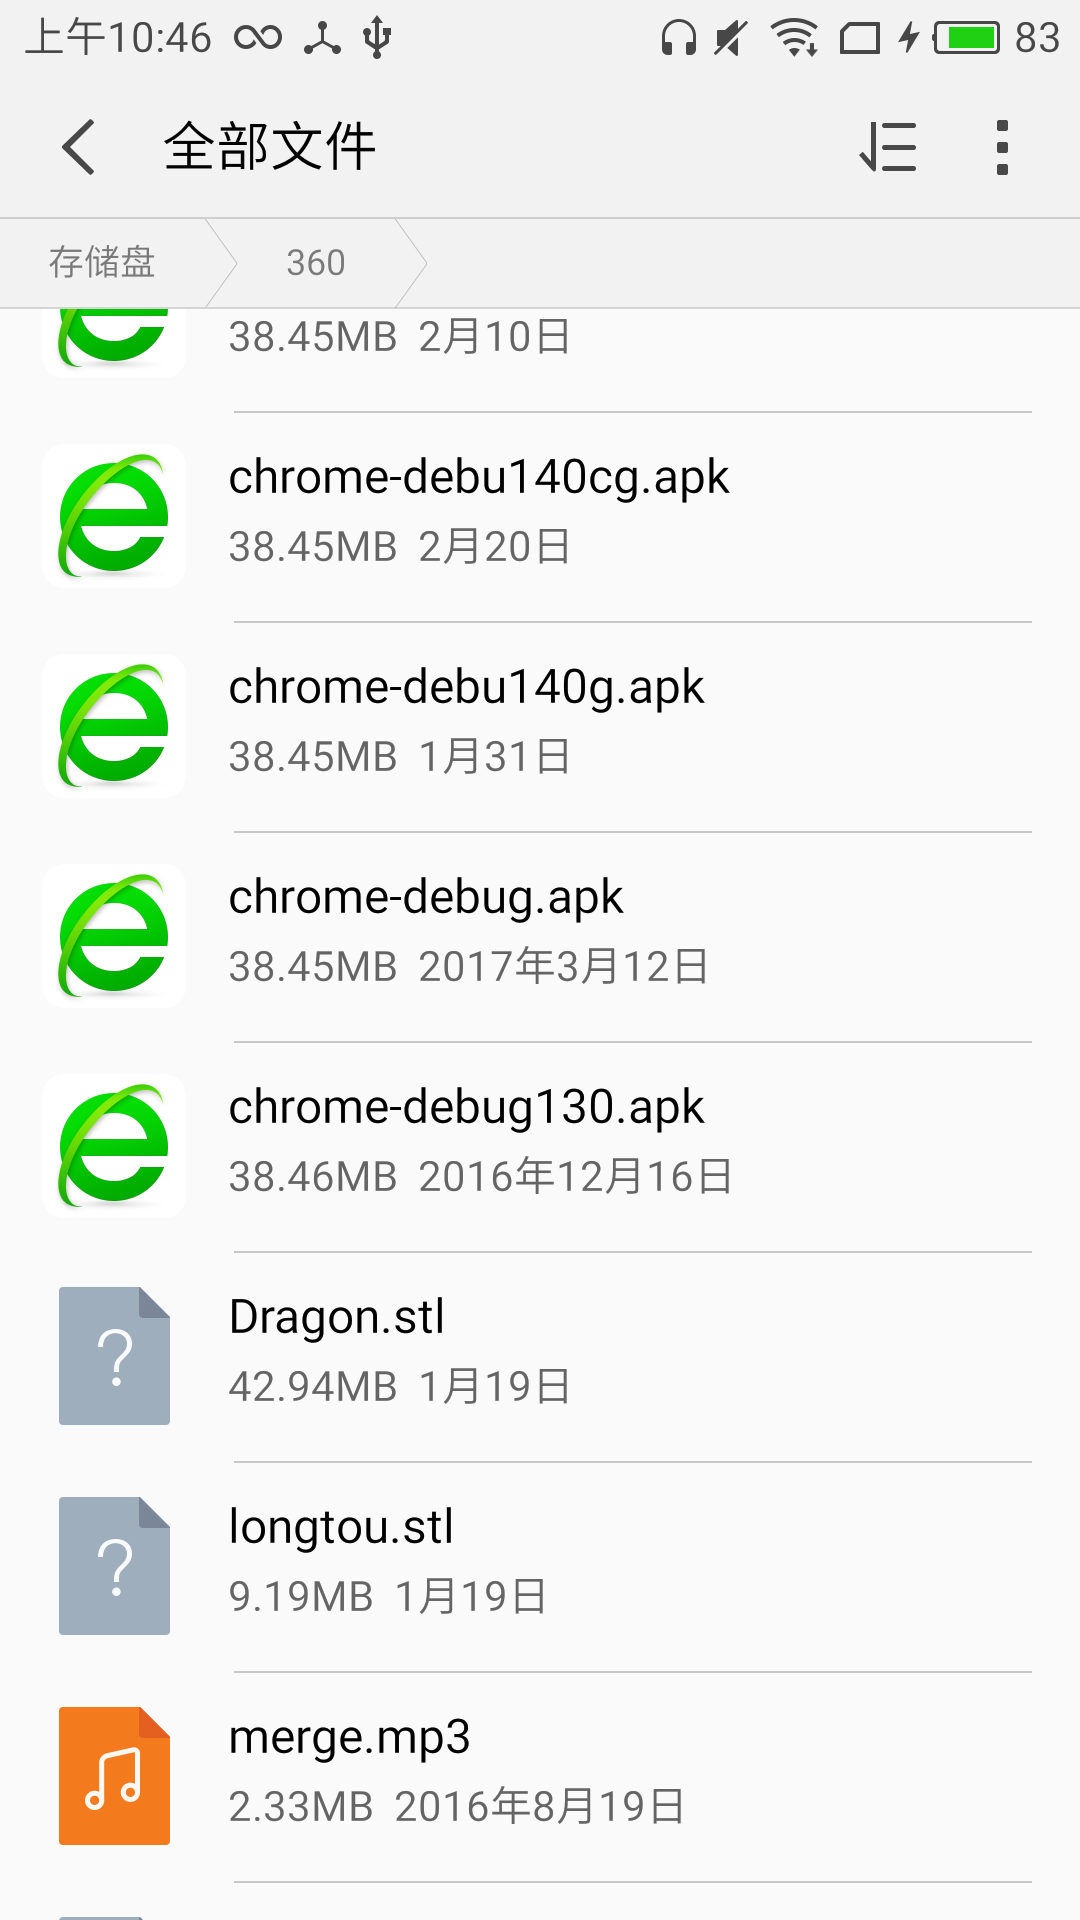 上午10:46 83
全部文件
存储盘 360
38.45MB 2月10日
chrome-debu140cg.apk
38.45MB 2月20日
chrome-debu140g.apk
38.45MB 1月31日
chrome-debug.apk
38.45MB 2017年3月12日
chrome-debug130.apk
38.46MB 2016年12月16日
?
Dragon.stl
42.94MB 1月19日
?
longtou.stl
9.19MB 1月19日
merge.mp3
2.33MB 2016年8月19日